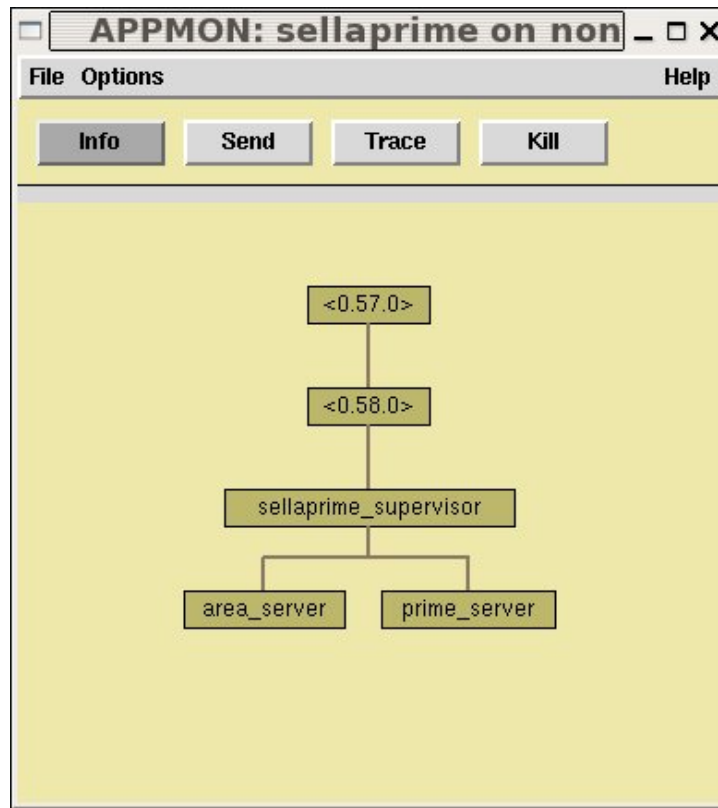 APPMON: sellaprime on non
File Options Help
Info Send Trace Kill
<0.57.0>
<0.58.0>
sellaprime_supervisor
area_server prime_server